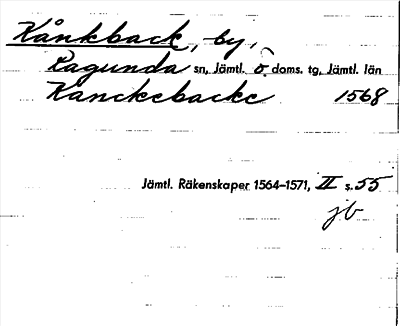 Kånkback, by,
Ragunda sn, Jämtl. ö. doms. tg, Jämtl. län
Kanckebacke 1568
Jämtl. Räkenskaper 1564–1571, II s. 55
jb